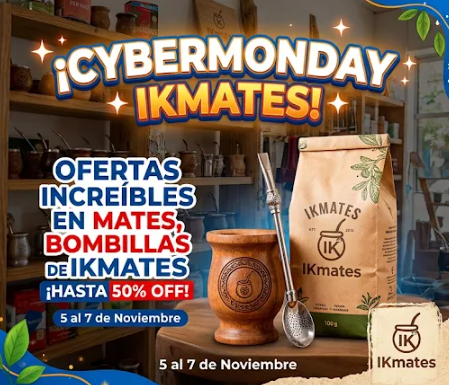 ¡CYBERMONDAY
IKMATES!
OFERTAS
INCREÍBLES
EN MATES,
BOMBILLAS
DE IKMATES
¡HASTA 50% OFF!
5 al 7 de Noviembre
IKMATES
IK
IKmates
100g
IK
5 al 7 de Noviembre
IK
IKmates